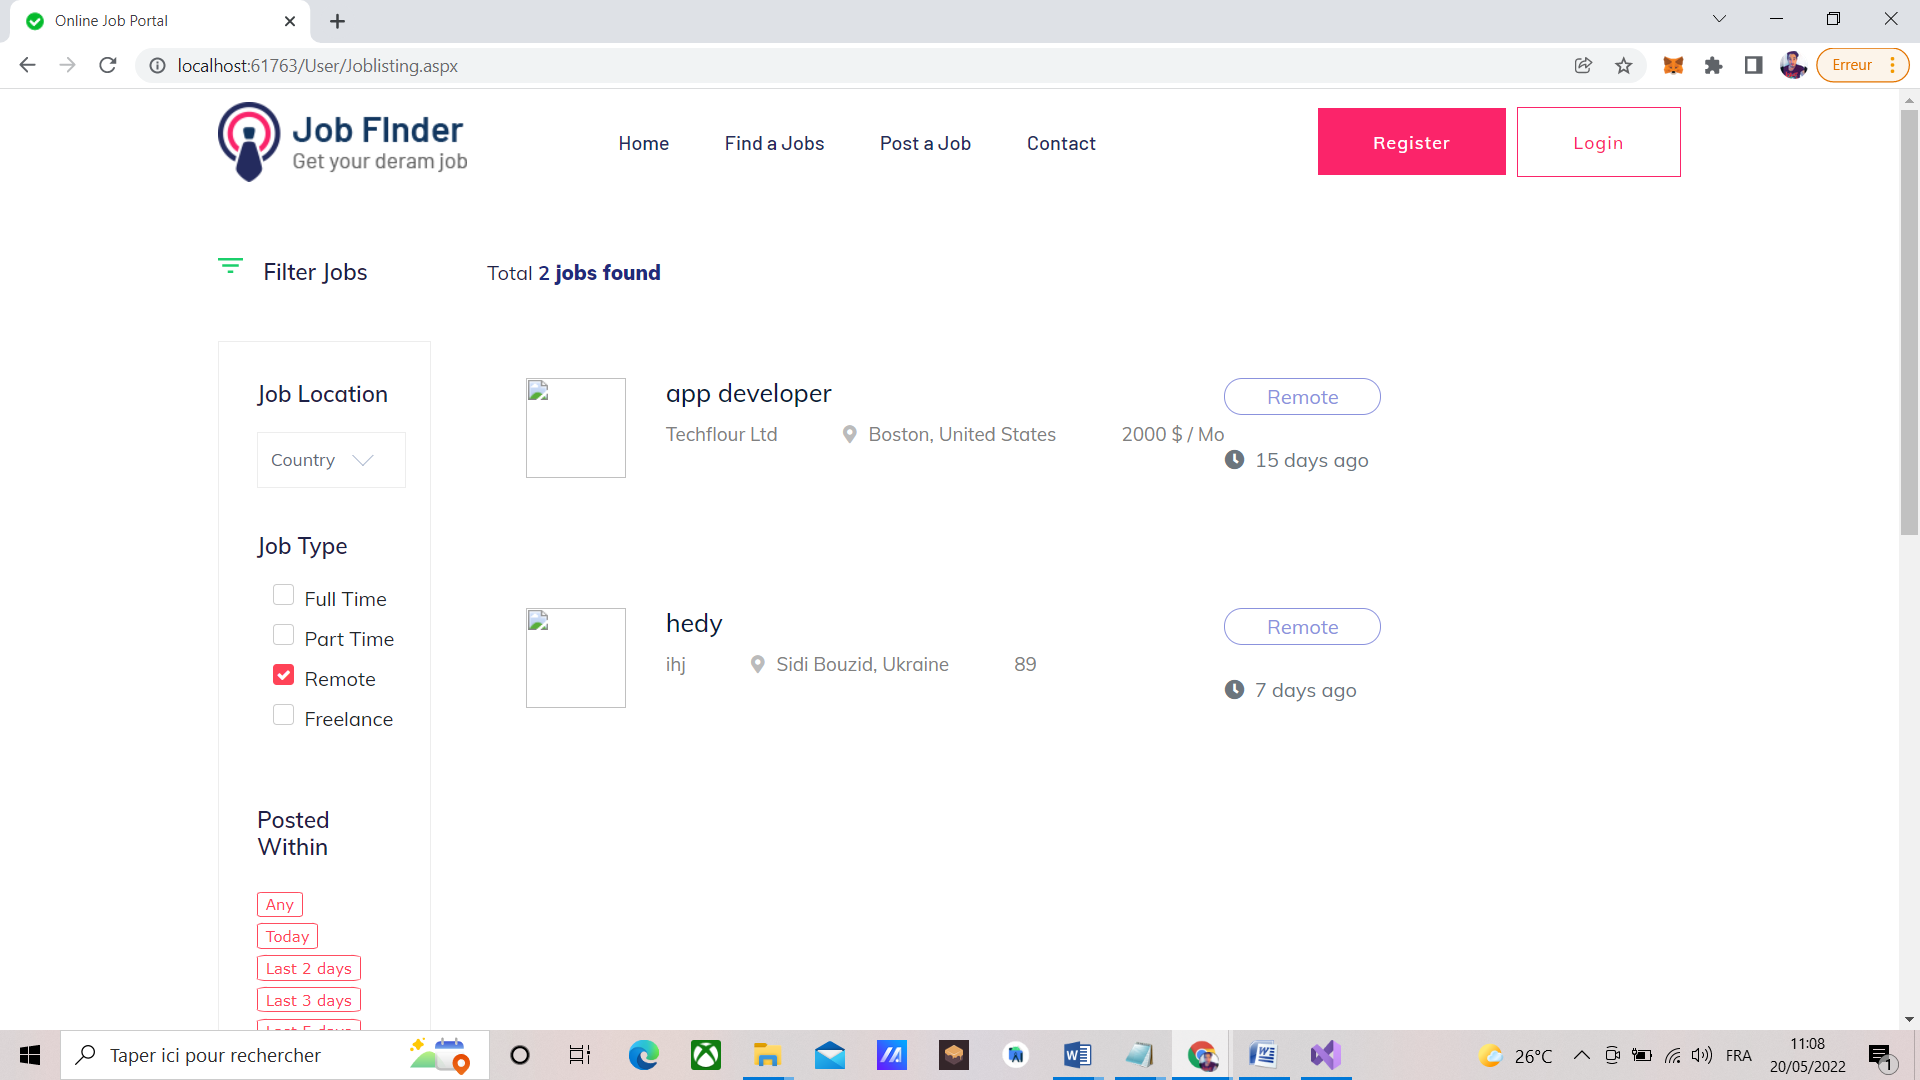 Online Job Portal
localhost:61763/User/Joblisting.aspx
Erreur
Job FInder
Get your deram job
Home
Find a Jobs
Post a Job
Contact
Register
Login
Filter Jobs
Total 2 jobs found
Job Location
Country
Job Type
Full Time
Part Time
Remote
Freelance
Posted
Within
Any
Today
Last 2 days
Last 3 days
Last 5 days
app developer
Techflour Ltd
Boston, United States
2000 $ / Mo
Remote
15 days ago
hedy
ihj
Sidi Bouzid, Ukraine
89
Remote
7 days ago
Taper ici pour rechercher
26°C
FRA
11:08
20/05/2022
1